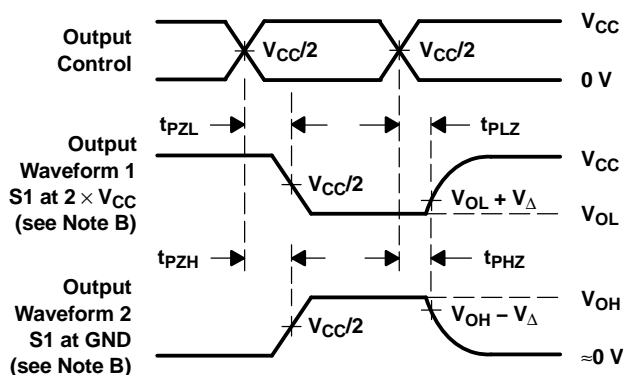 Output
Control
V_CC/2
V_CC/2
V_CC
0 V
t_PZL
t_PLZ
Output
Waveform 1
S1 at 2 × V_CC
(see Note B)
V_CC/2
V_CC
V_OL + V_Δ
V_OL
t_PZH
t_PHZ
Output
Waveform 2
S1 at GND
(see Note B)
V_CC/2
V_OH
V_OH – V_Δ
≈0 V